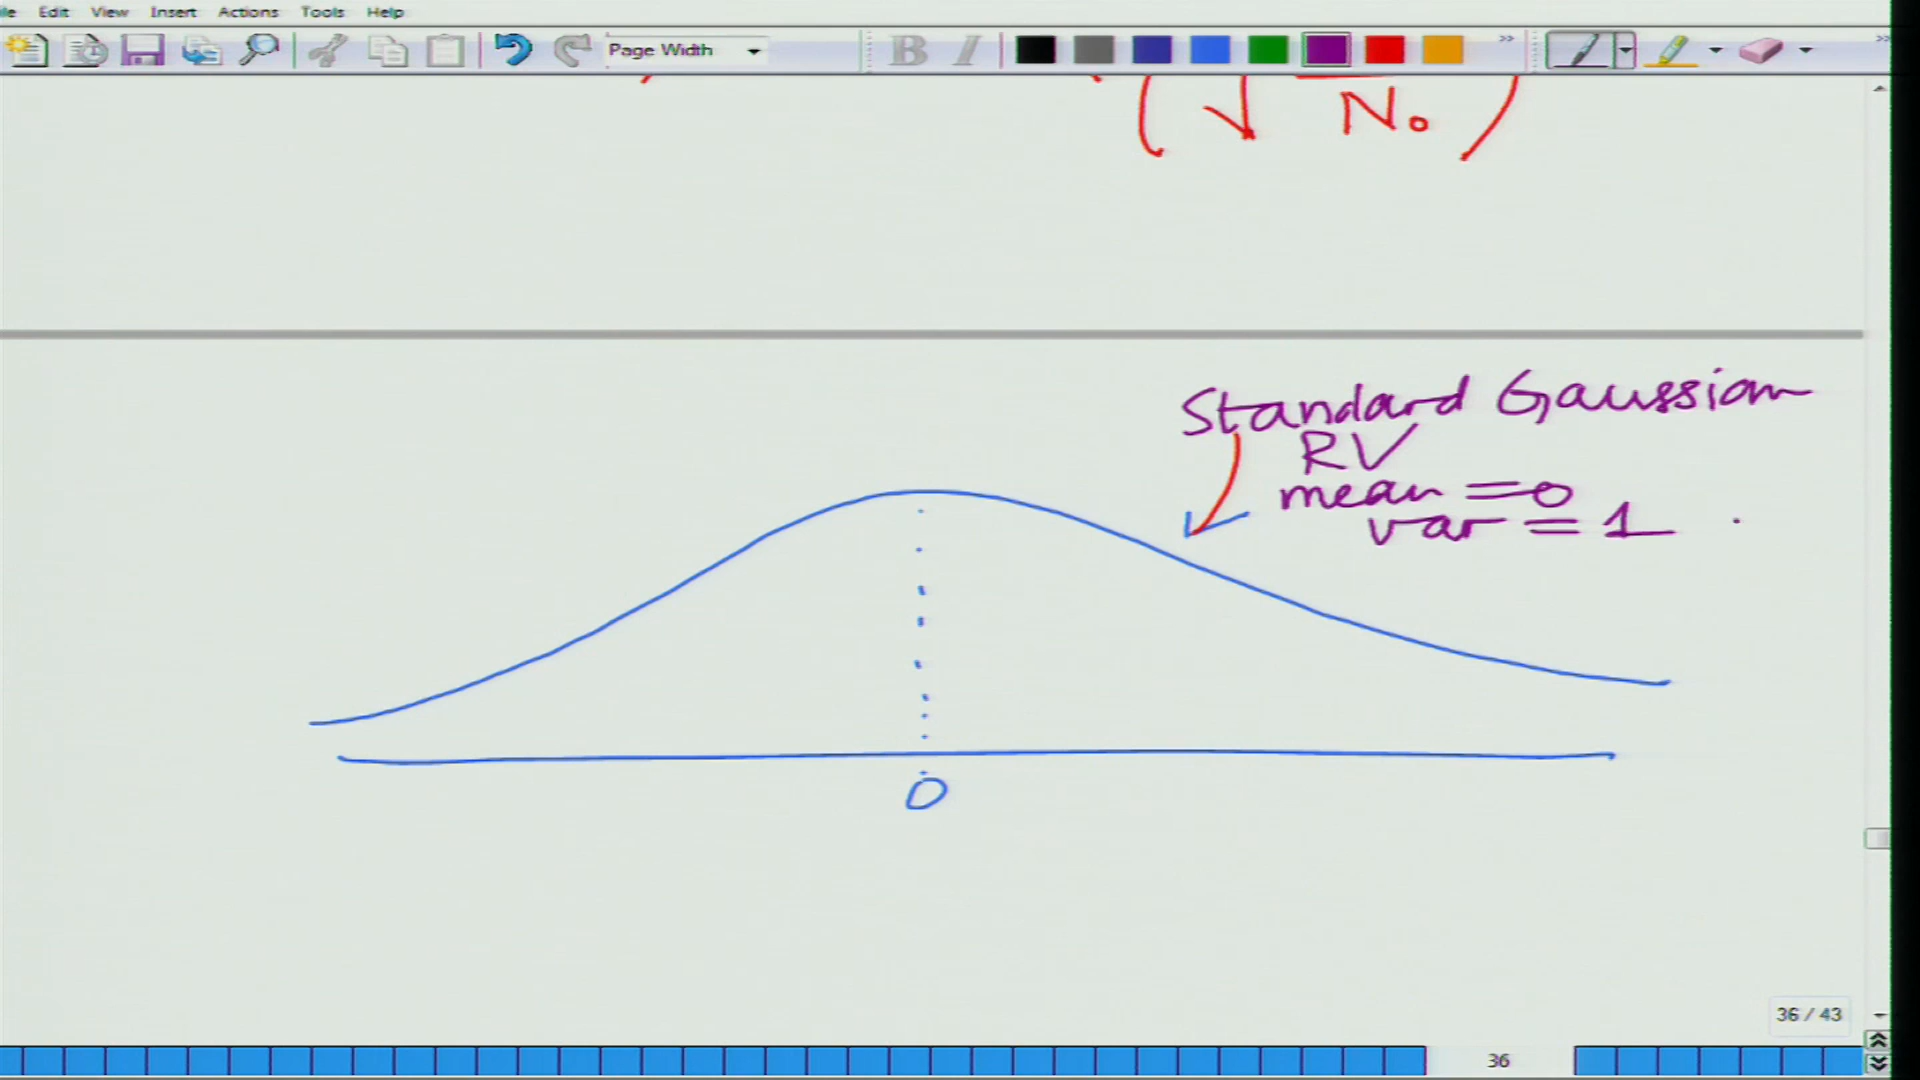 File Edit View Insert Actions Tools Help
Page Width
B I
( √ N₀ )
Standard Gaussian
RV
mean = 0
var = 1
0
36 / 43
36